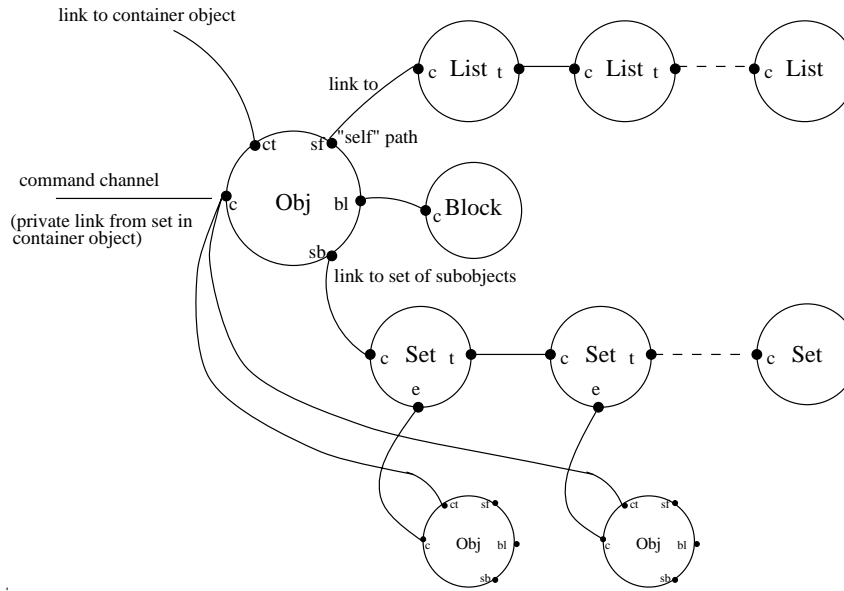 link to container object
c List t
c List t
c List
link to
ct
sf
"self" path
command channel
c
Obj
bl
c Block
(private link from set in
container object)
sb
link to set of subobjects
c Set t
c Set t
c Set
e
e
ct
sf
c
Obj
bl
sb
ct
sf
c
Obj
bl
sb